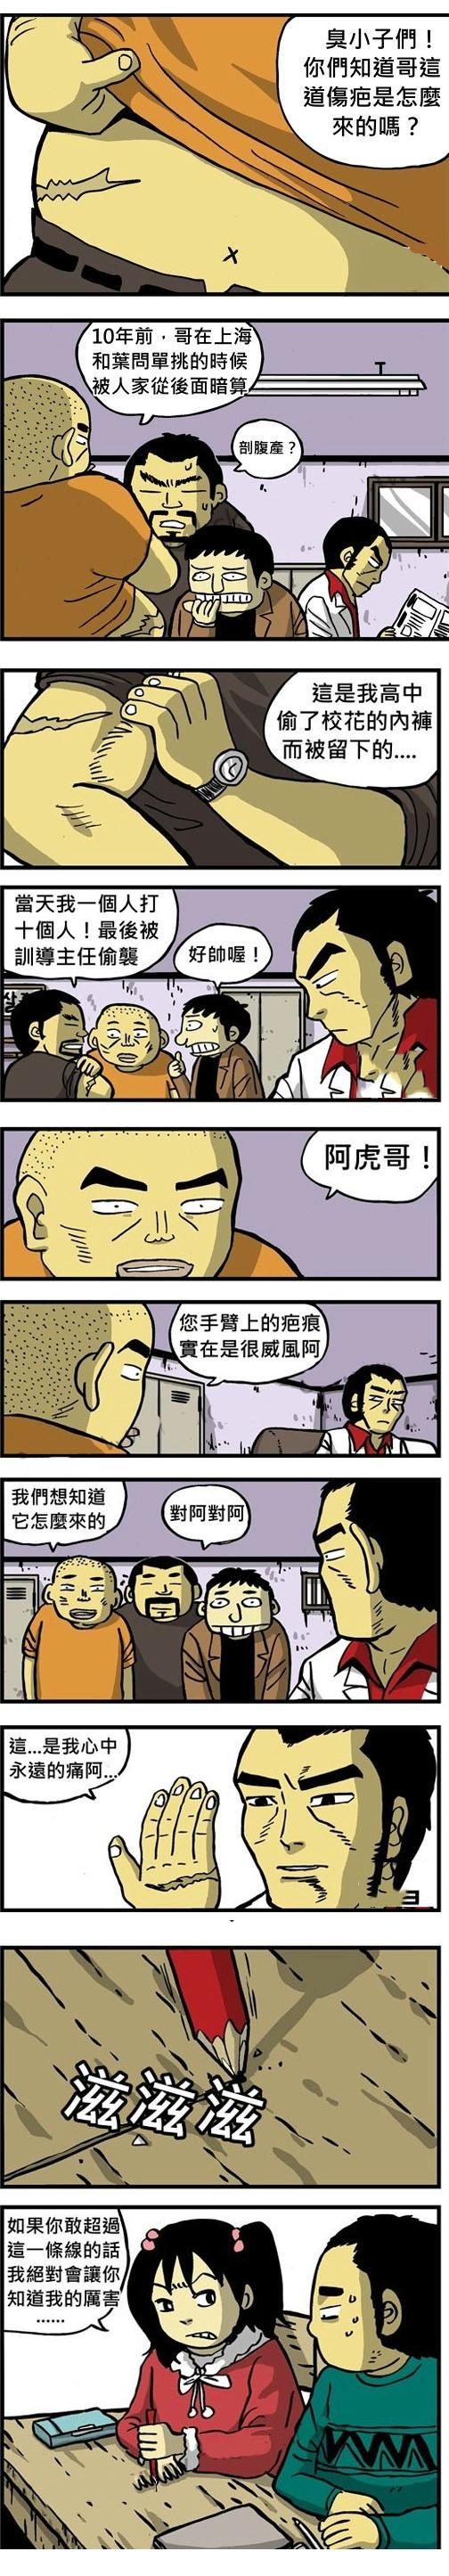 臭小子們！
你們知道哥這
道傷疤是怎麼
來的嗎？
10年前，哥在上海
和葉問單挑的時候
被人家從後面暗算
剖腹產？
這是我高中
偷了校花的內褲
而被留下的....
當天我一個人打
十個人！最後被
訓導主任偷襲
好帥喔！
阿虎哥！
您手臂上的疤痕
實在是很威風阿
我們想知道
它怎麼來的
對阿對阿
這...是我心中
永遠的痛阿...
滋滋滋
如果你敢超過
這一條線的話
我絕對會讓你
知道我的厲害
......